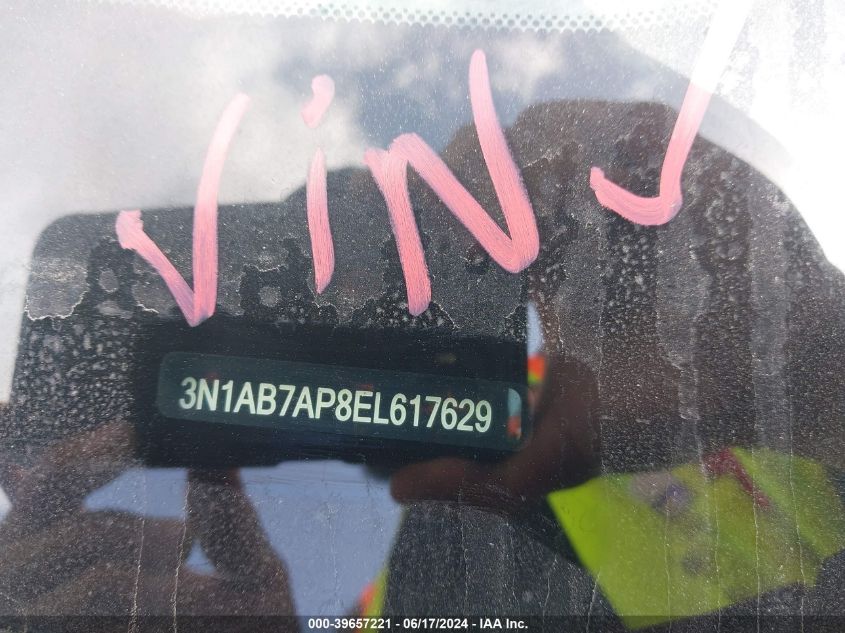 ViN ✓
3N1AB7AP8EL617629
000-39657221 - 06/17/2024 - IAA Inc.